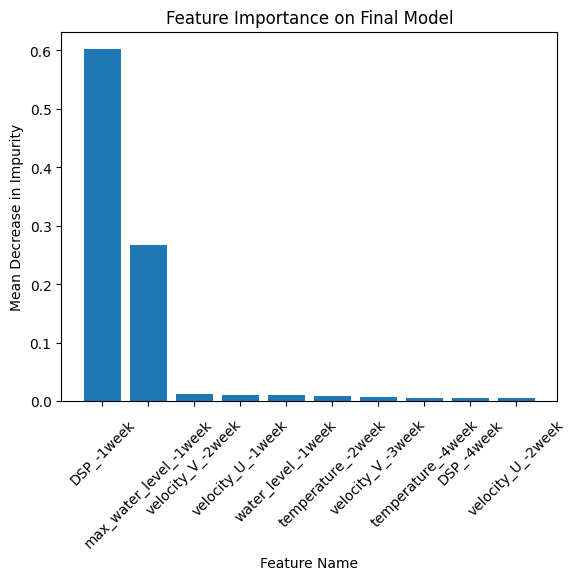 Feature Importance on Final Model
Mean Decrease in Impurity
0.6
0.5
0.4
0.3
0.2
0.1
0.0
DSP_-1week
max_water_level_-1week
velocity_V_-2week
velocity_U_-1week
water_level_-1week
temperature_-2week
velocity_V_-3week
temperature_-4week
DSP_-4week
velocity_U_-2week
Feature Name